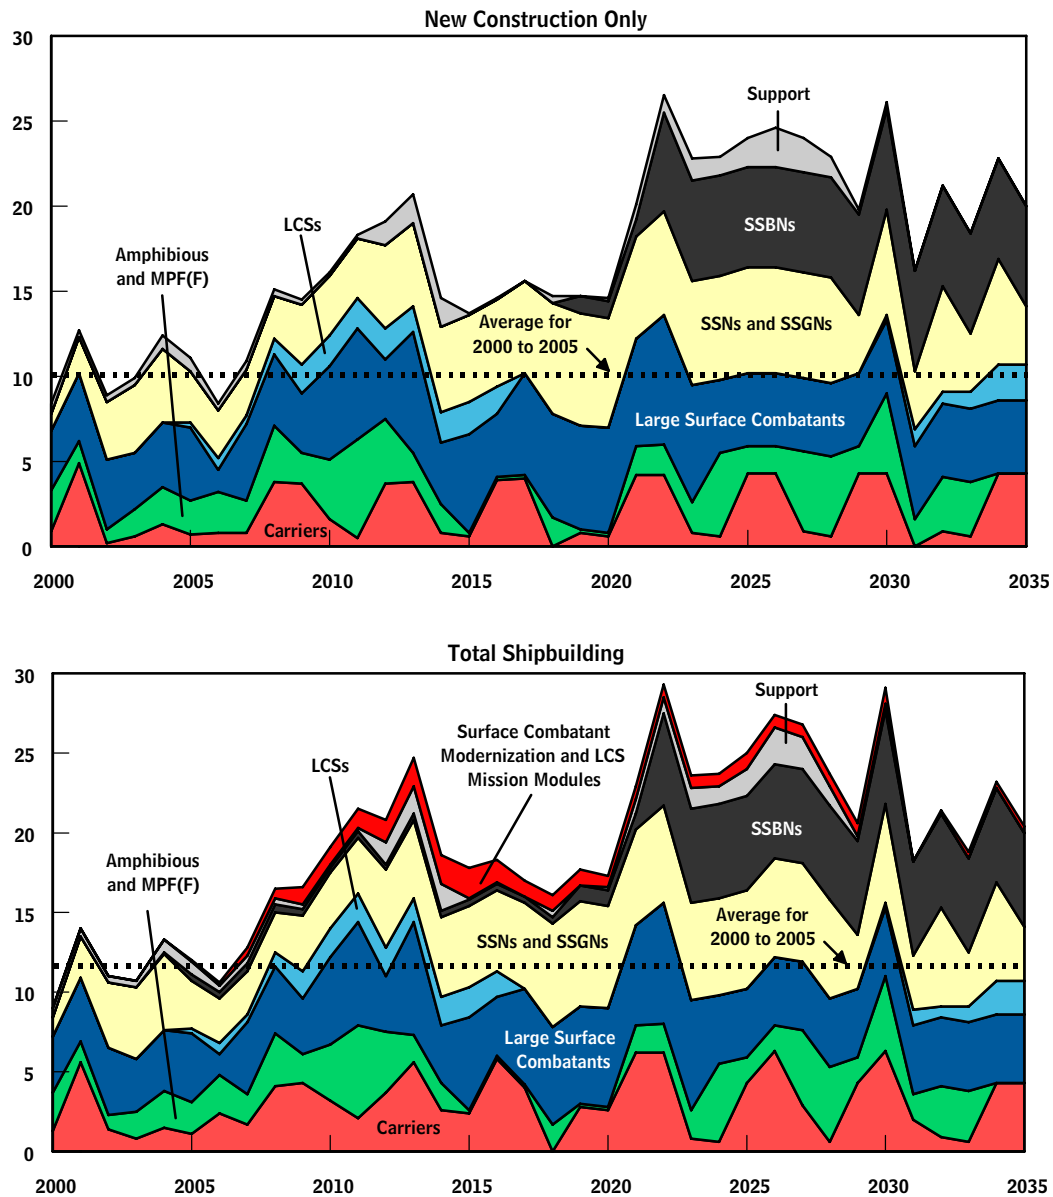 New Construction Only
30
25
20
15
10
5
0
Support
LCSs
SSBNs
Amphibious
and MPF(F)
Average for
2000 to 2005
SSNs and SSGNs
Large Surface Combatants
Carriers
2000 2005 2010 2015 2020 2025 2030 2035
Total Shipbuilding
30
25
20
15
10
5
0
Support
Surface Combatant
Modernization and LCS
Mission Modules
LCSs
SSBNs
Amphibious
and MPF(F)
Average for
2000 to 2005
SSNs and SSGNs
Large Surface
Combatants
Carriers
2000 2005 2010 2015 2020 2025 2030 2035